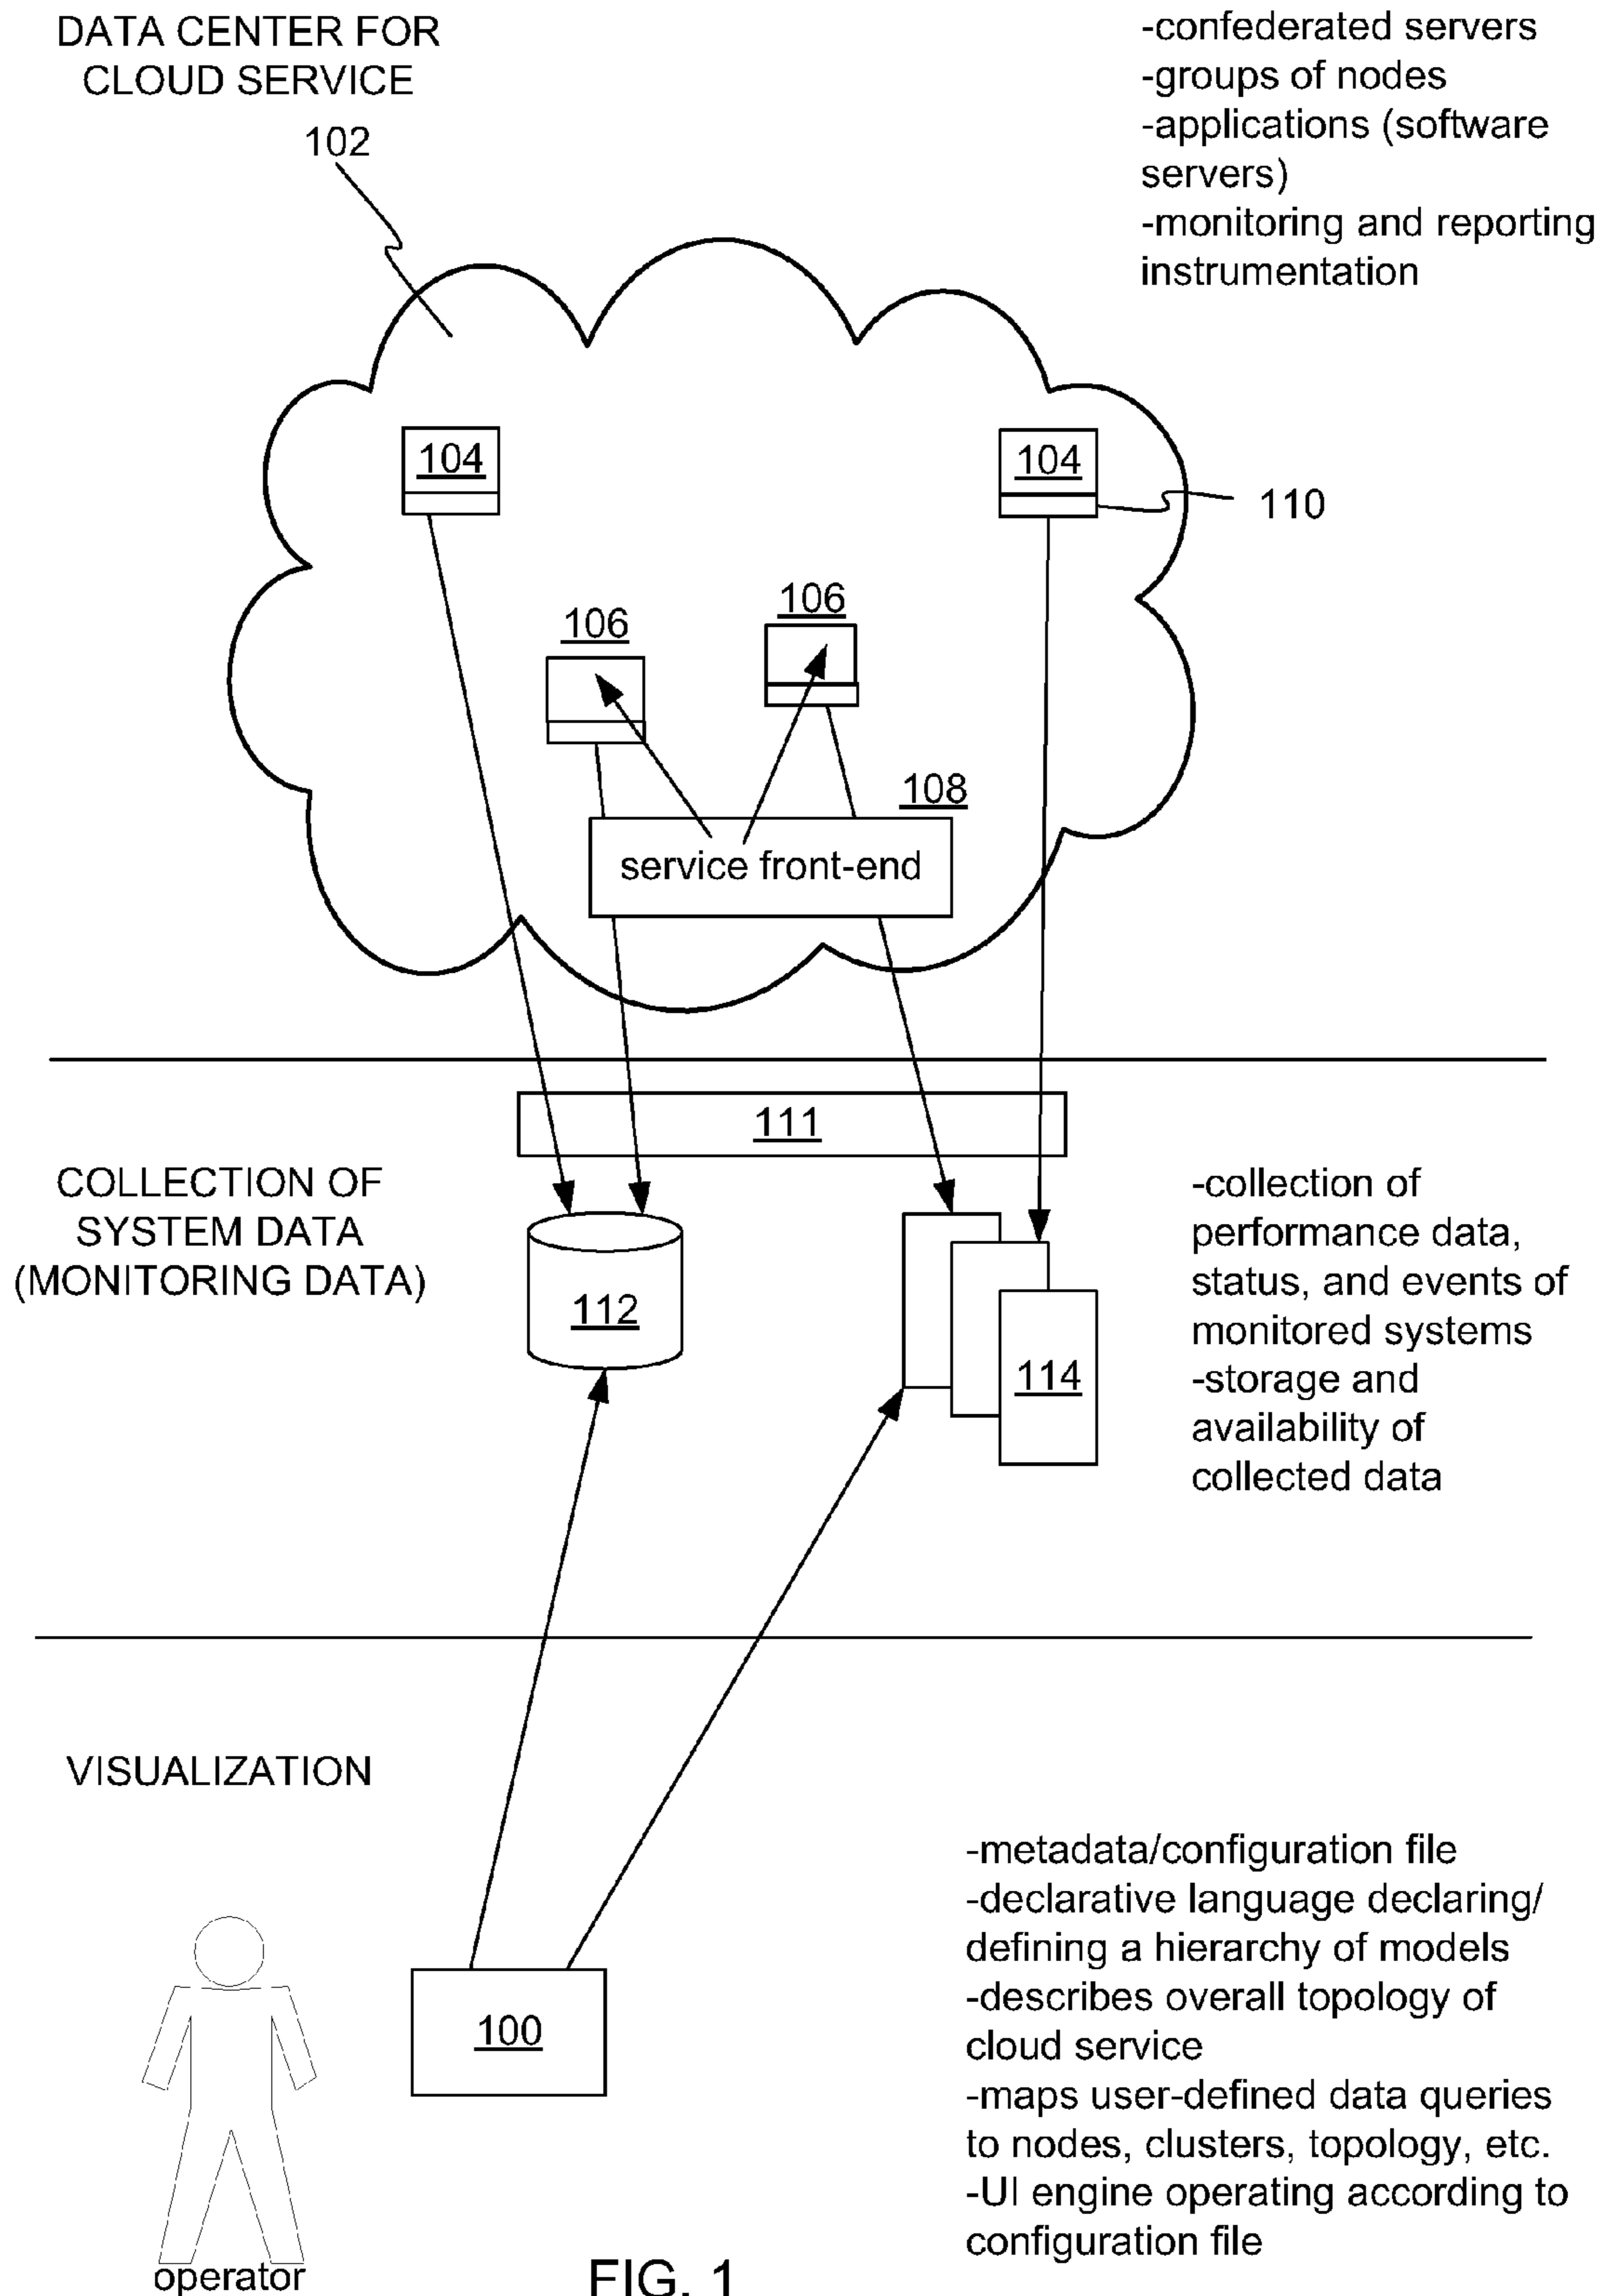 DATA CENTER FOR
CLOUD SERVICE
102
-confederated servers
-groups of nodes
-applications (software
servers)
-monitoring and reporting
instrumentation
104
104
110
106
106
108
service front-end
111
COLLECTION OF
SYSTEM DATA
(MONITORING DATA)
112
114
-collection of
performance data,
status, and events of
monitored systems
-storage and
availability of
collected data
VISUALIZATION
100
operator
-metadata/configuration file
-declarative language declaring/
defining a hierarchy of models
-describes overall topology of
cloud service
-maps user-defined data queries
to nodes, clusters, topology, etc.
-UI engine operating according to
configuration file
FIG. 1